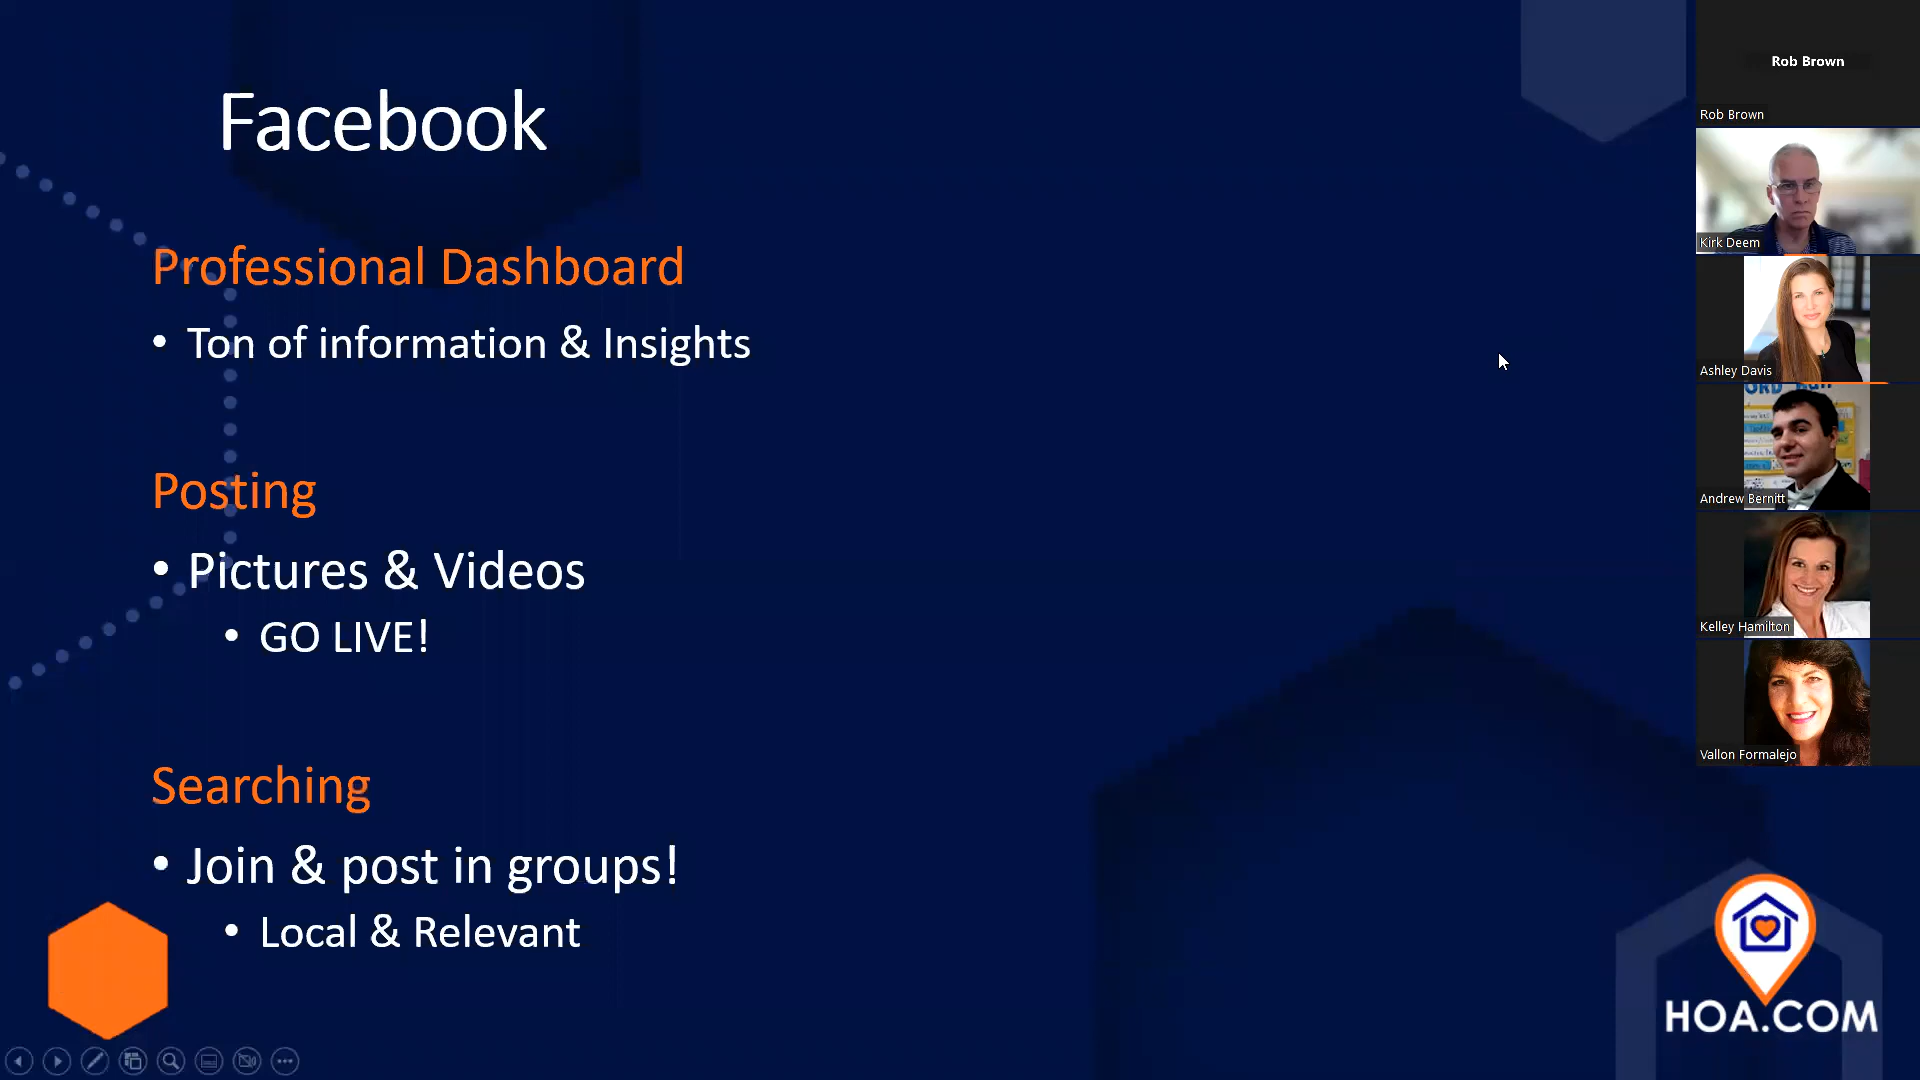 Facebook
Professional Dashboard
• Ton of information & Insights
Posting
• Pictures & Videos
• GO LIVE!
Searching
• Join & post in groups!
• Local & Relevant
HOA.COM
Rob Brown
Rob Brown
Kirk Deem
Ashley Davis
Andrew Bernitt
Kelley Hamilton
Vallon Formalejo